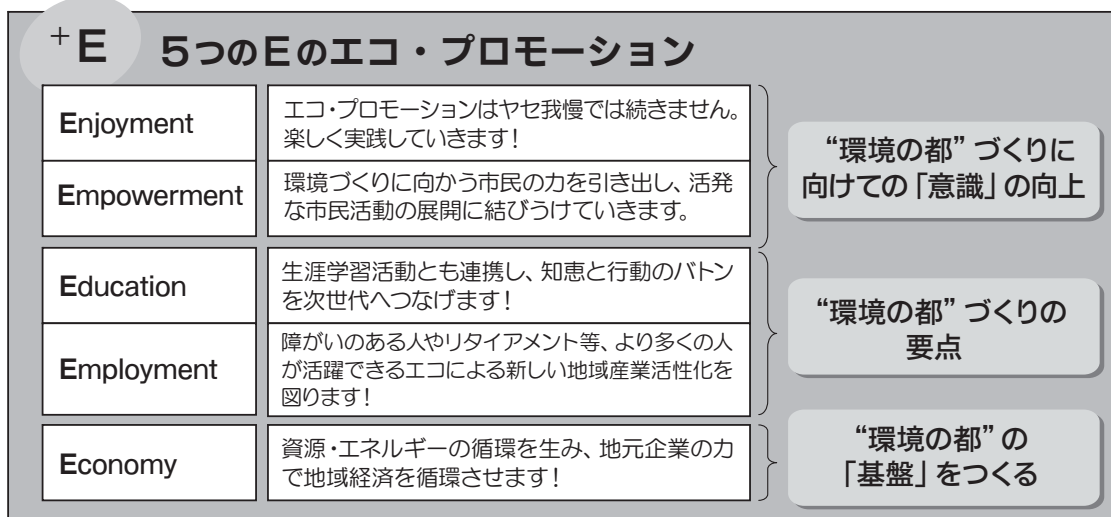 +E 5つのEのエコ・プロモーション
Enjoyment
エコ・プロモーションはヤセ我慢では続きません。
楽しく実践していきます!
Empowerment
環境づくりに向かう市民の力を引き出し、活発
な市民活動の展開に結びうけていきます。
“環境の都”づくりに
向けての「意識」の向上
Education
生涯学習活動とも連携し、知恵と行動のバトン
を次世代へつなげます!
Employment
障がいのある人やリタイアメント等、より多くの人
が活躍できるエコによる新しい地域産業活性化を
図ります!
“環境の都”づくりの
要点
Economy
資源・エネルギーの循環を生み、地元企業の力
で地域経済を循環させます!
“環境の都”の
「基盤」をつくる